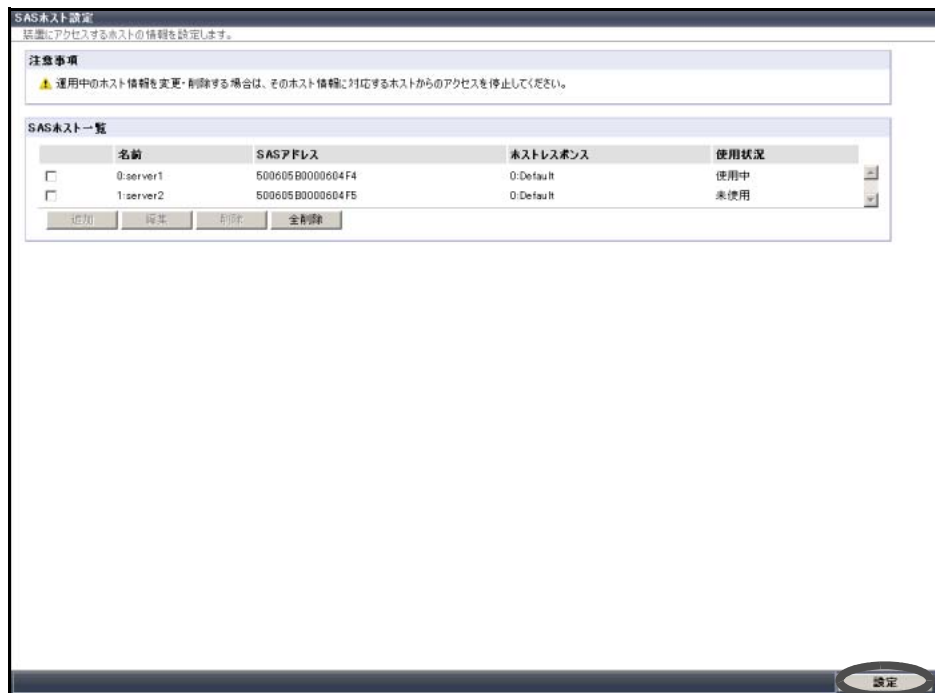 SASホスト設定
装置にアクセスするホストの情報を設定します。
注意事項
運用中のホスト情報を変更・削除する場合は、そのホスト情報に対応するホストからのアクセスを停止してください。
SASホスト一覧
名前 SASアドレス ホストレスポンス 使用状況
0:server1 500605B0000604F4 0:Default 使用中
1:server2 500605B0000604F5 0:Default 未使用
追加 編集 削除 全削除
設定